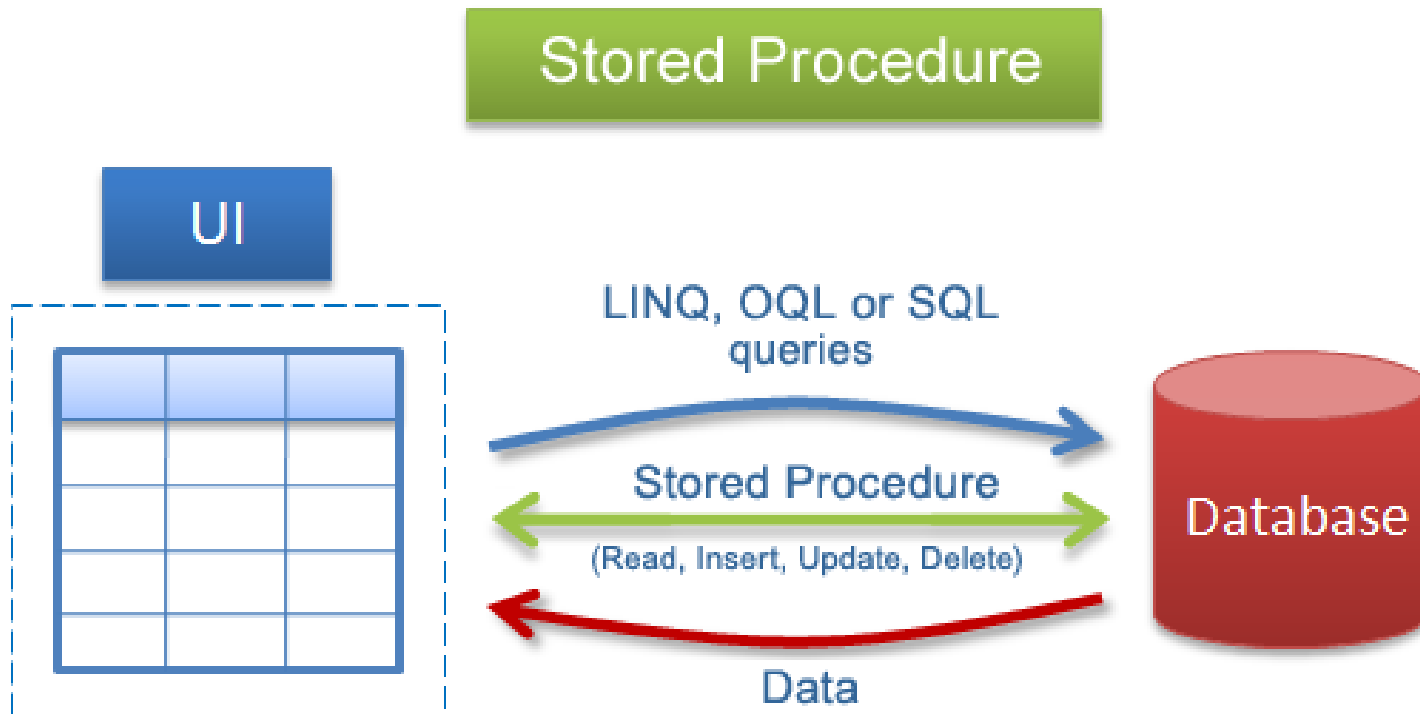 Stored Procedure
UI
LINQ, OQL or SQL
queries
Stored Procedure
(Read, Insert, Update, Delete)
Database
Data